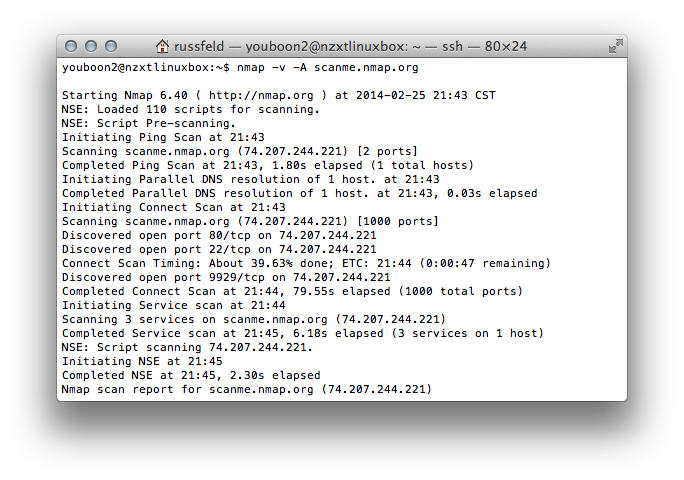 russfeld — youboon2@nzxtlinuxbox: ~ — ssh — 80×24
youboon2@nzxtlinuxbox:~$ nmap -v -A scanme.nmap.org
Starting Nmap 6.40 ( http://nmap.org ) at 2014-02-25 21:43 CST
NSE: Loaded 110 scripts for scanning.
NSE: Script Pre-scanning.
Initiating Ping Scan at 21:43
Scanning scanme.nmap.org (74.207.244.221) [2 ports]
Completed Ping Scan at 21:43, 1.80s elapsed (1 total hosts)
Initiating Parallel DNS resolution of 1 host. at 21:43
Completed Parallel DNS resolution of 1 host. at 21:43, 0.03s elapsed
Initiating Connect Scan at 21:43
Scanning scanme.nmap.org (74.207.244.221) [1000 ports]
Discovered open port 80/tcp on 74.207.244.221
Discovered open port 22/tcp on 74.207.244.221
Connect Scan Timing: About 39.63% done; ETC: 21:44 (0:00:47 remaining)
Discovered open port 9929/tcp on 74.207.244.221
Completed Connect Scan at 21:44, 79.55s elapsed (1000 total ports)
Initiating Service scan at 21:44
Scanning 3 services on scanme.nmap.org (74.207.244.221)
Completed Service scan at 21:45, 6.18s elapsed (3 services on 1 host)
NSE: Script scanning 74.207.244.221.
Initiating NSE at 21:45
Completed NSE at 21:45, 2.30s elapsed
Nmap scan report for scanme.nmap.org (74.207.244.221)